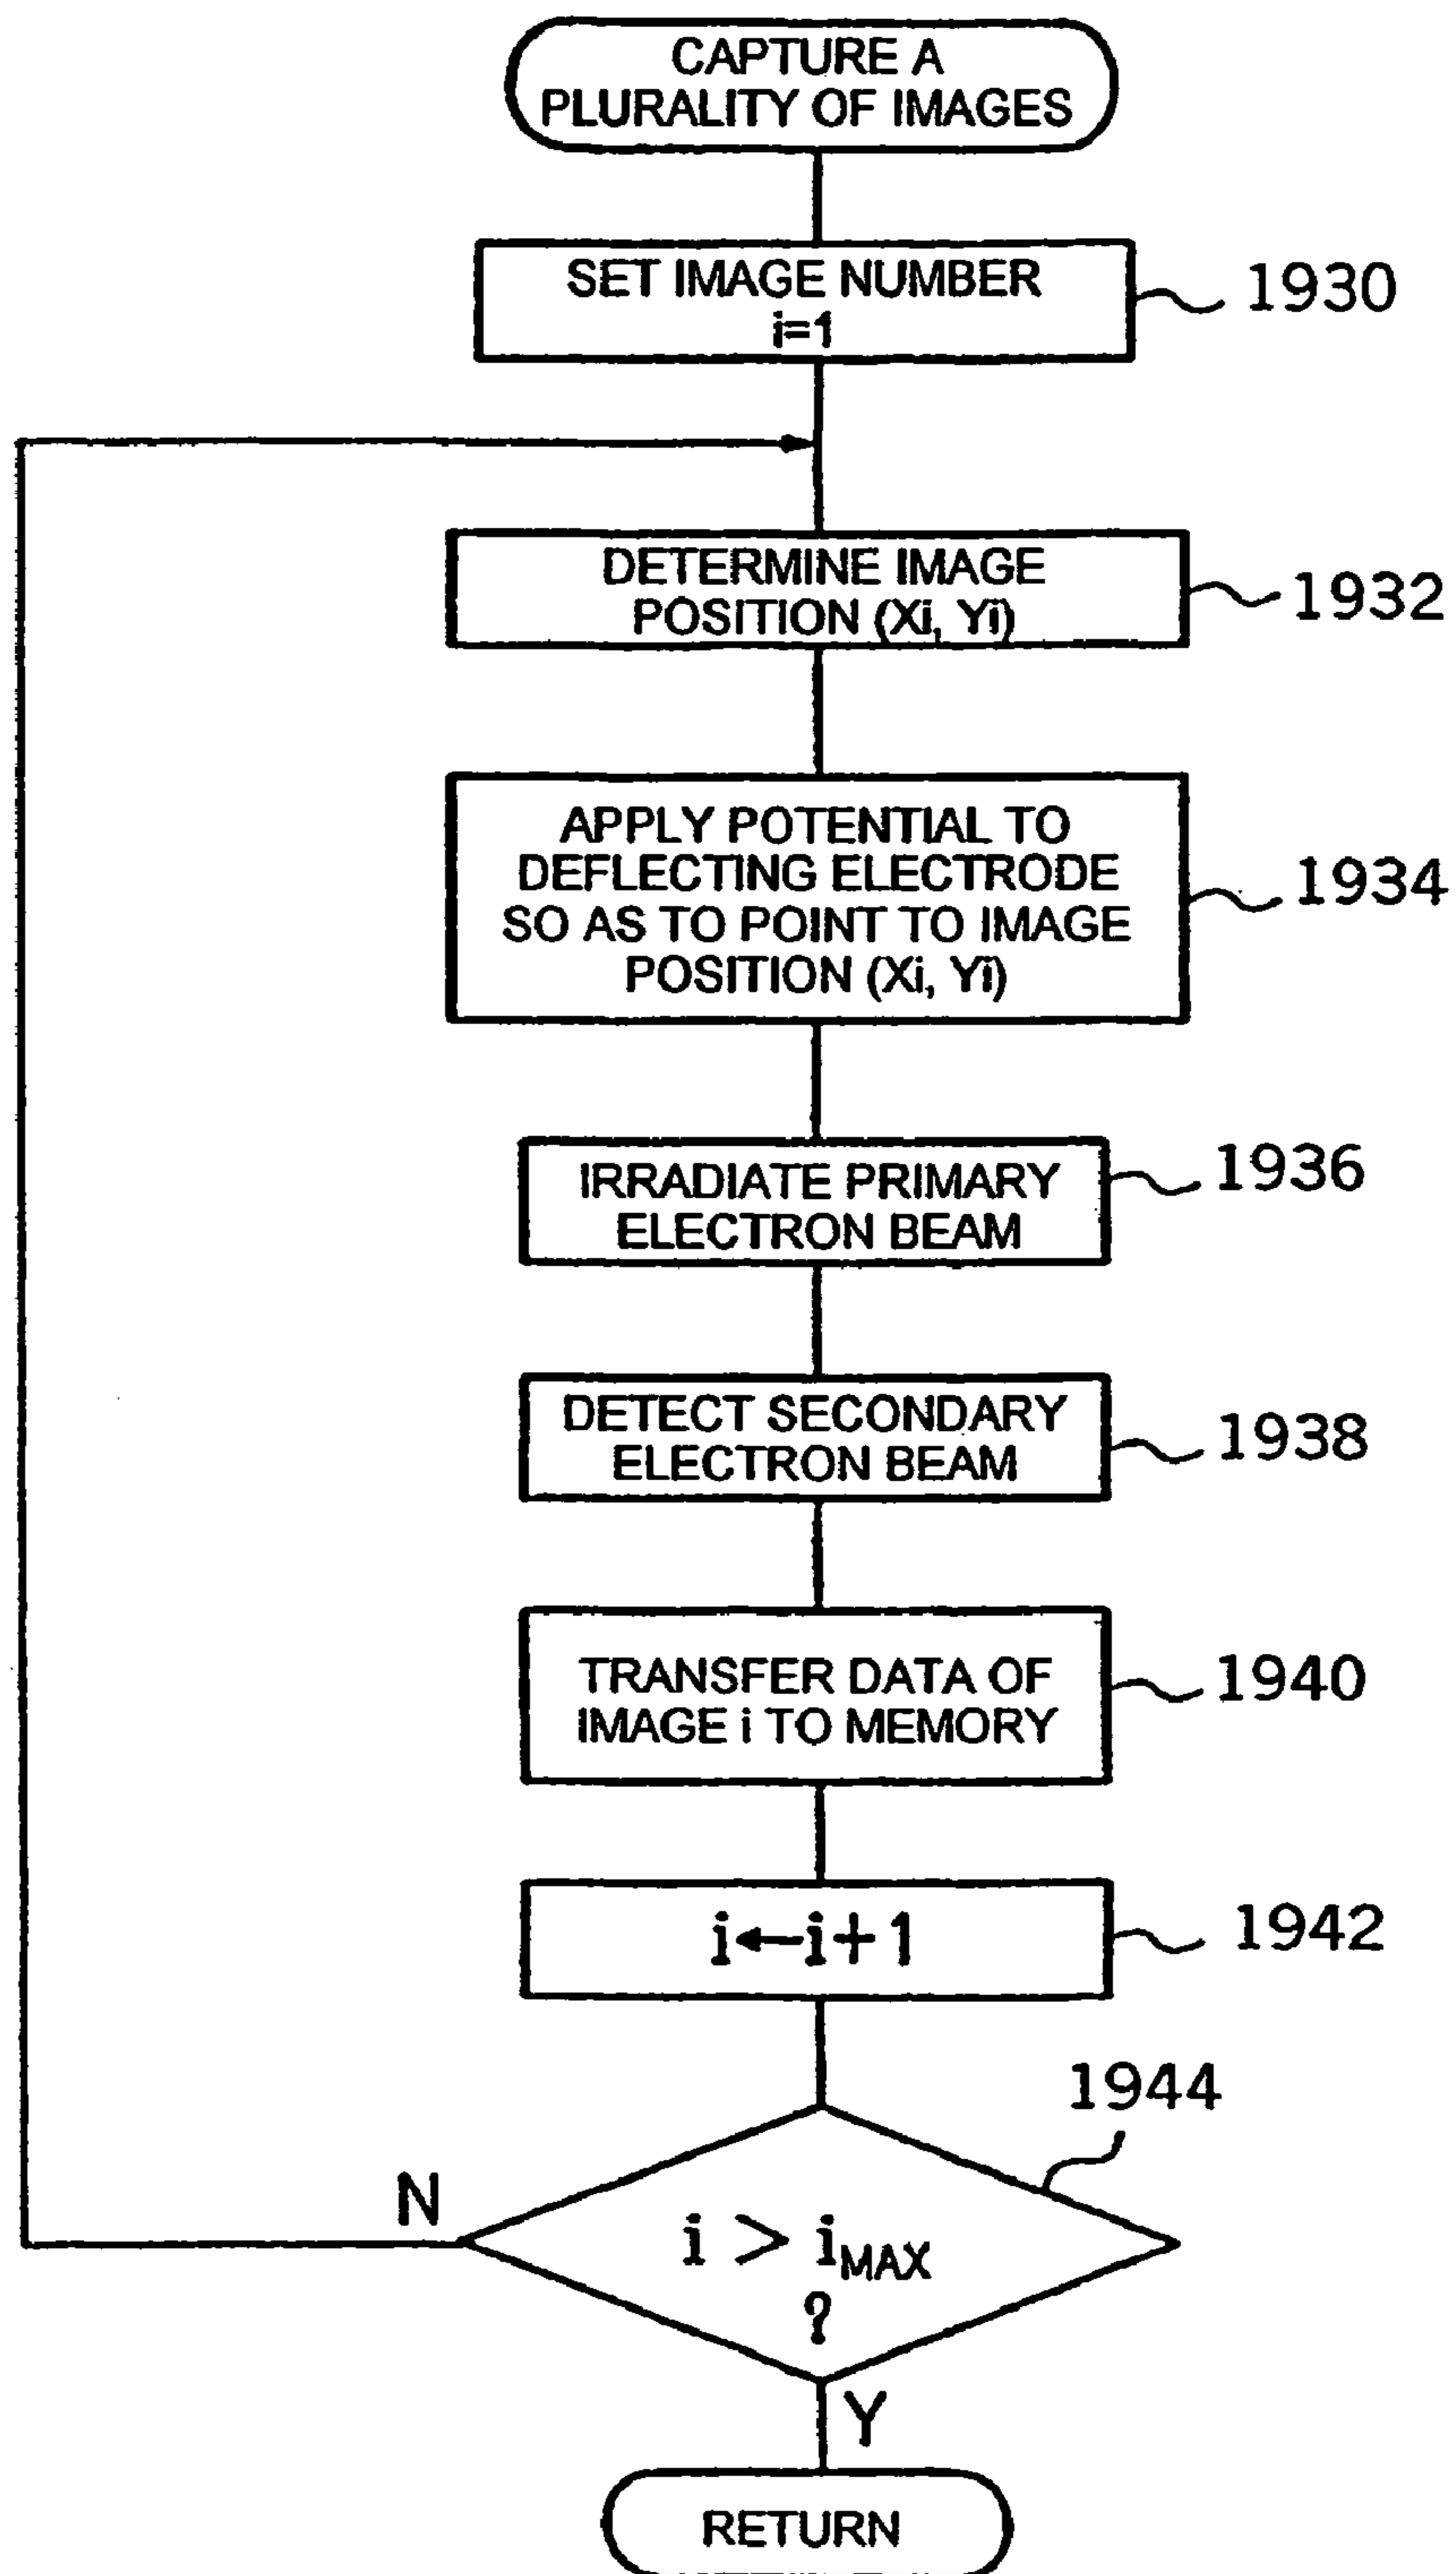 CAPTURE A
PLURALITY OF IMAGES
SET IMAGE NUMBER
i=1
1930
DETERMINE IMAGE
POSITION (Xi, Yi)
1932
APPLY POTENTIAL TO
DEFLECTING ELECTRODE
SO AS TO POINT TO IMAGE
POSITION (Xi, Yi)
1934
IRRADIATE PRIMARY
ELECTRON BEAM
1936
DETECT SECONDARY
ELECTRON BEAM
1938
TRANSFER DATA OF
IMAGE i TO MEMORY
1940
i←i+1
1942
1944
N
i > iMAX
?
Y
RETURN